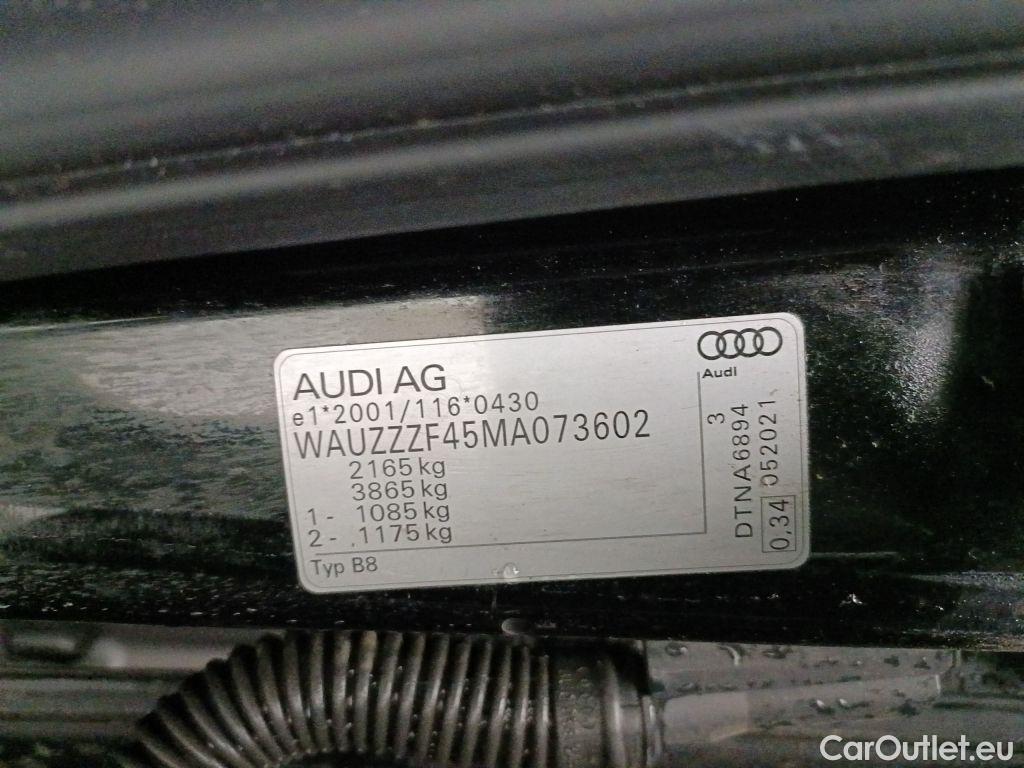 AUDI AG
e1*2001/116*0430
WAUZZZF45MA073602
2165 kg
3865 kg
1 - 1085 kg
2 - 1175 kg
Typ B8
Audi
3
DTNA6894
0.34 052021
CarOutlet.eu